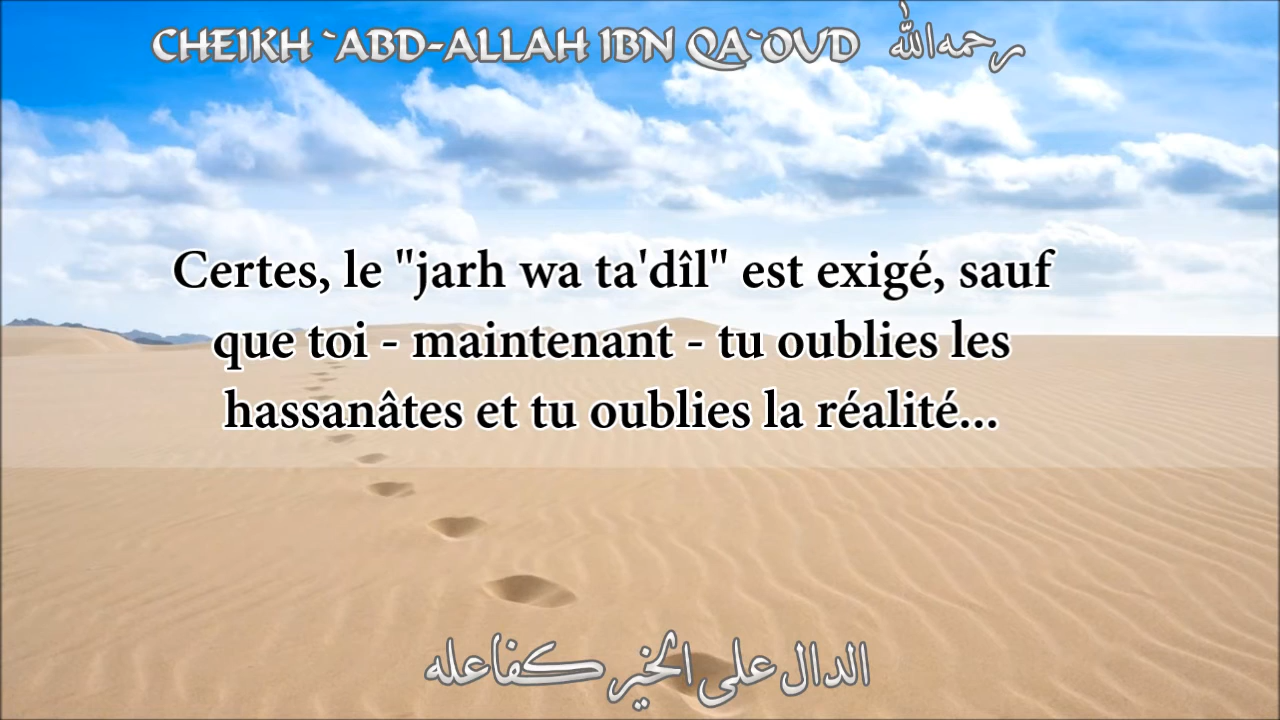 CHEIKH `ABD-ALLAH IBN QA`OUD رحمه الله
Certes, le "jarh wa ta'dîl" est exigé, sauf
que toi - maintenant - tu oublies les
hassanâtes et tu oublies la réalité...
الدال على الخير كفاعله